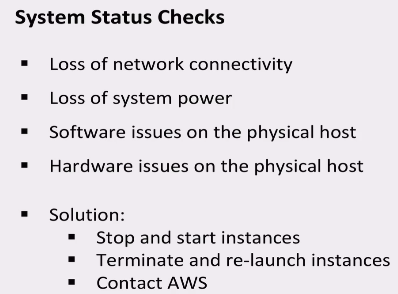 System Status Checks
▪ Loss of network connectivity
▪ Loss of system power
▪ Software issues on the physical host
▪ Hardware issues on the physical host
▪ Solution:
▪ Stop and start instances
▪ Terminate and re-launch instances
▪ Contact AWS